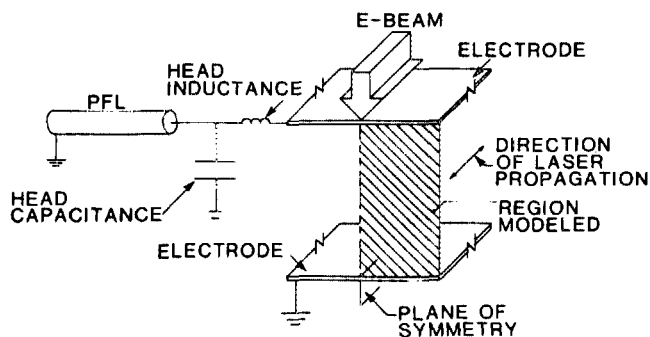 E-BEAM
ELECTRODE
HEAD
INDUCTANCE
PFL
DIRECTION
OF LASER
PROPAGATION
HEAD
CAPACITANCE
REGION
MODELED
ELECTRODE
PLANE OF
SYMMETRY